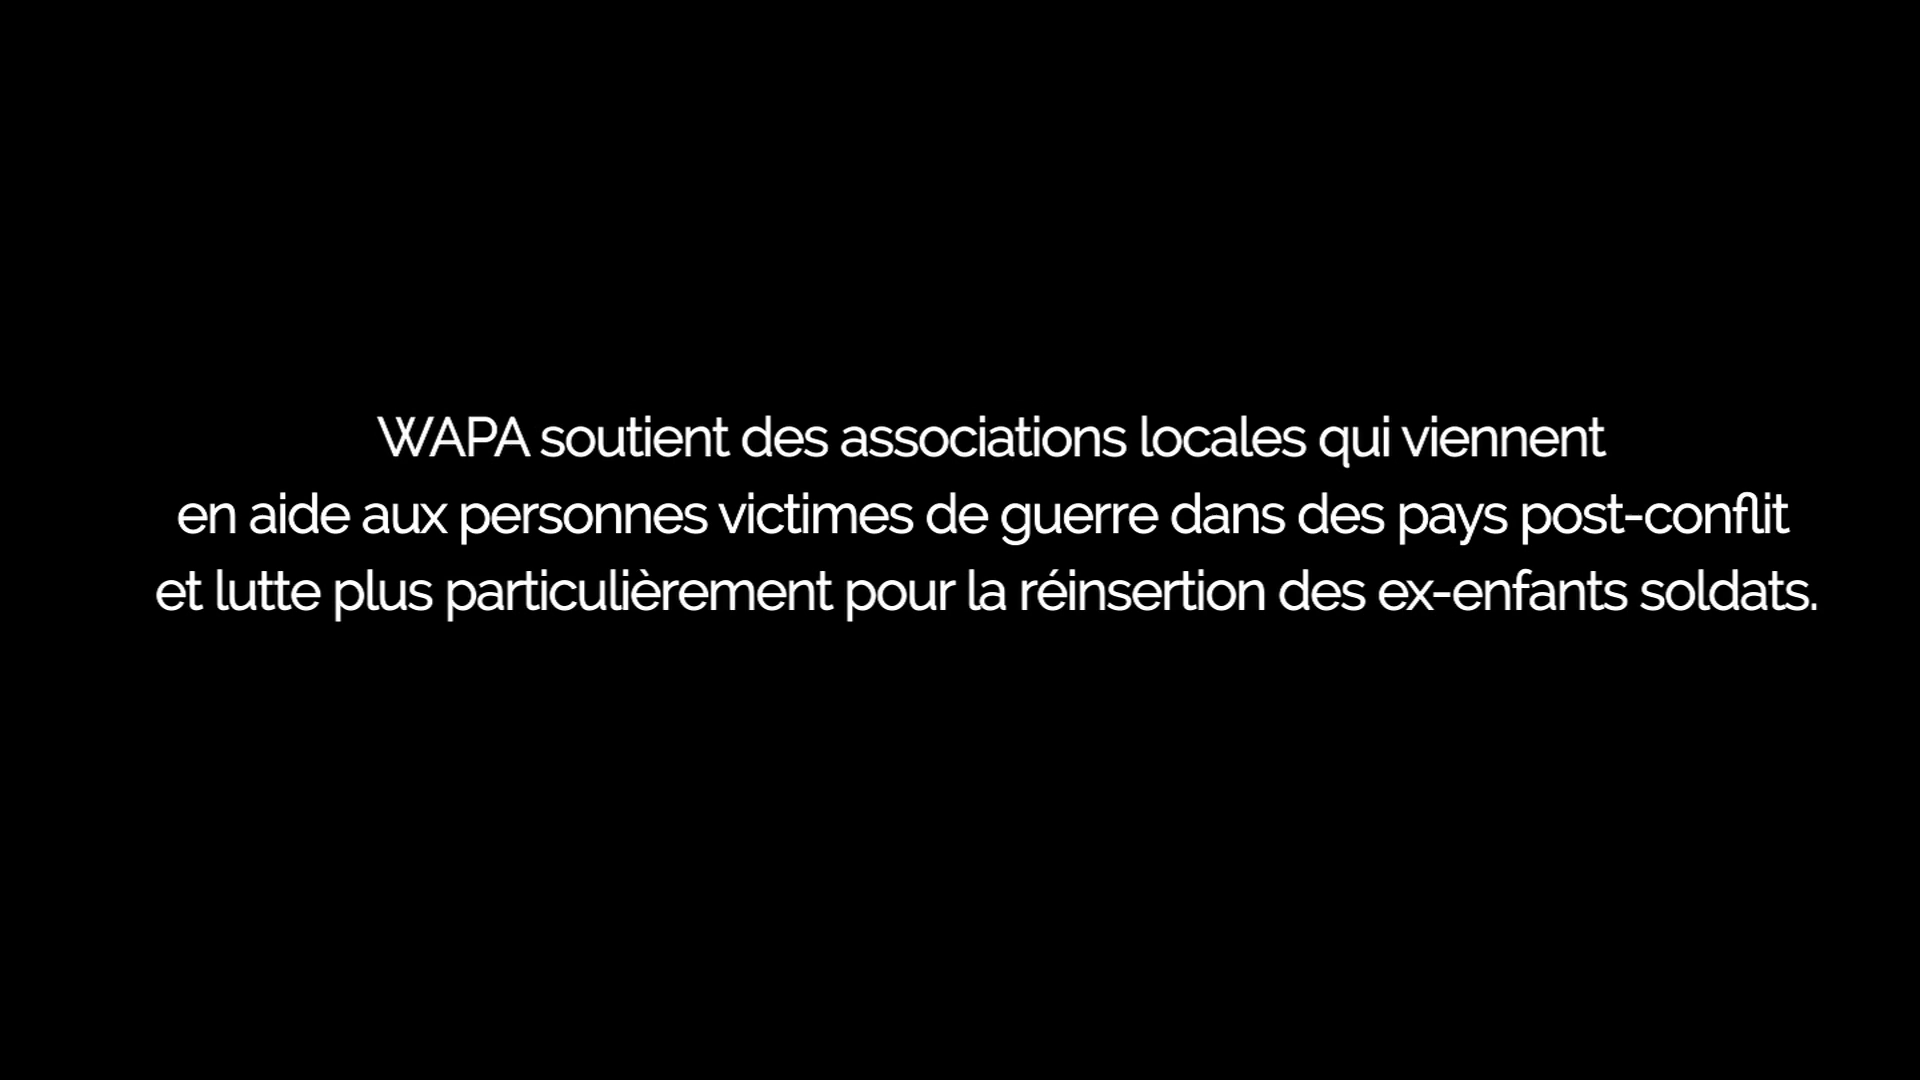 WAPA soutient des associations locales qui viennent
en aide aux personnes victimes de guerre dans des pays post-conflit
et lutte plus particulièrement pour la réinsertion des ex-enfants soldats.